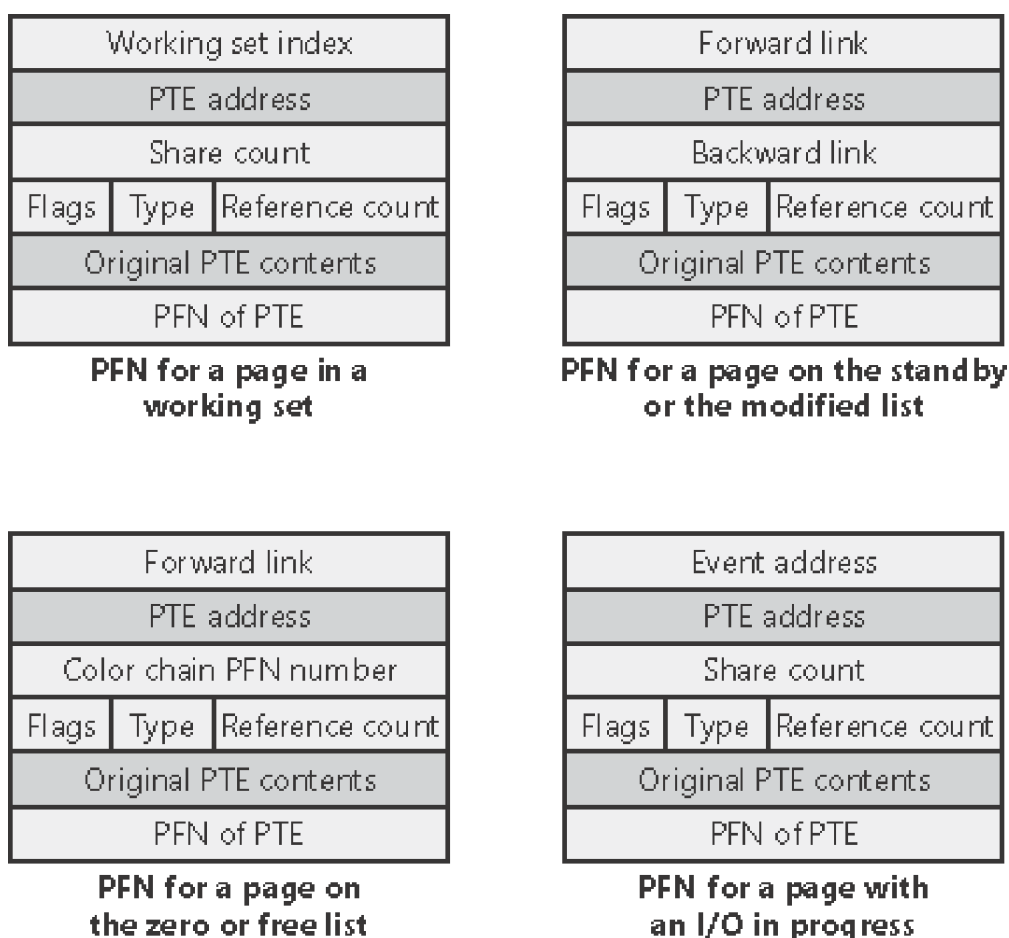 Working set index
PTE address
Share count
Flags Type Reference count
Original PTE contents
PFN of PTE
PFN for a page in a
working set
Forward link
PTE address
Backward link
Flags Type Reference count
Original PTE contents
PFN of PTE
PFN for a page on the standby
or the modified list
Forward link
PTE address
Color chain PFN number
Flags Type Reference count
Original PTE contents
PFN of PTE
PFN for a page on
the zero or free list
Event address
PTE address
Share count
Flags Type Reference count
Original PTE contents
PFN of PTE
PFN for a page with
an I/O in progress